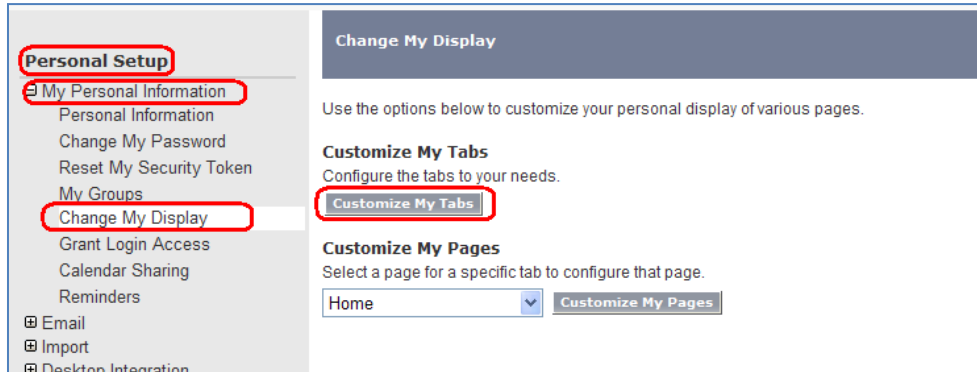 Personal Setup
My Personal Information
Personal Information
Change My Password
Reset My Security Token
My Groups
Change My Display
Grant Login Access
Calendar Sharing
Reminders
Email
Import
Desktop Integration
Change My Display
Use the options below to customize your personal display of various pages.
Customize My Tabs
Configure the tabs to your needs.
Customize My Tabs
Customize My Pages
Select a page for a specific tab to configure that page.
Home Customize My Pages